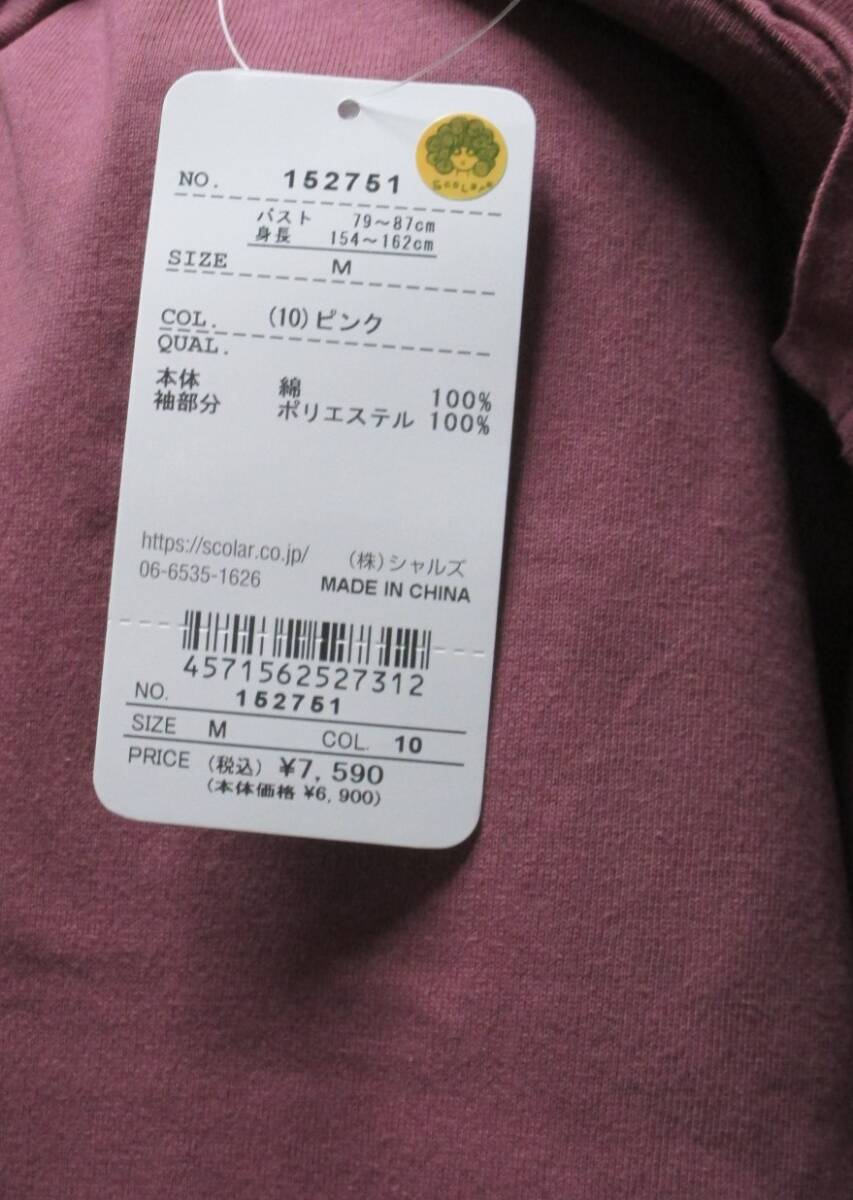 ScoLar
NO. 152751
バスト 79～87cm
身長 154～162cm
SIZE M
COL. (10)ピンク
QUAL.
本体 綿 100%
袖部分 ポリエステル 100%
https://scolar.co.jp/ (株)シャルズ
06-6535-1626 MADE IN CHINA
4571562527312
NO. 152751
SIZE M COL. 10
PRICE (税込) ¥7,590
(本体価格 ¥6,900)